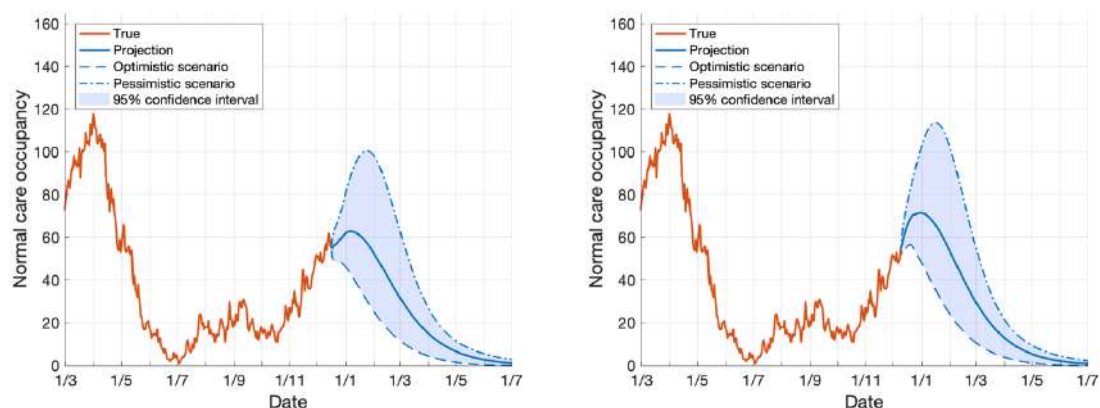 160
140
120
100
80
60
40
20
0
Normal care occupancy
True
Projection
Optimistic scenario
Pessimistic scenario
95% confidence interval
1/3 1/5 1/7 1/9 1/11 1/1 1/3 1/5 1/7
Date
160
140
120
100
80
60
40
20
0
Normal care occupancy
True
Projection
Optimistic scenario
Pessimistic scenario
95% confidence interval
1/3 1/5 1/7 1/9 1/11 1/1 1/3 1/5 1/7
Date